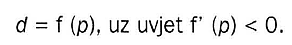 d = f (p), uz uvjet f' (p) < 0.